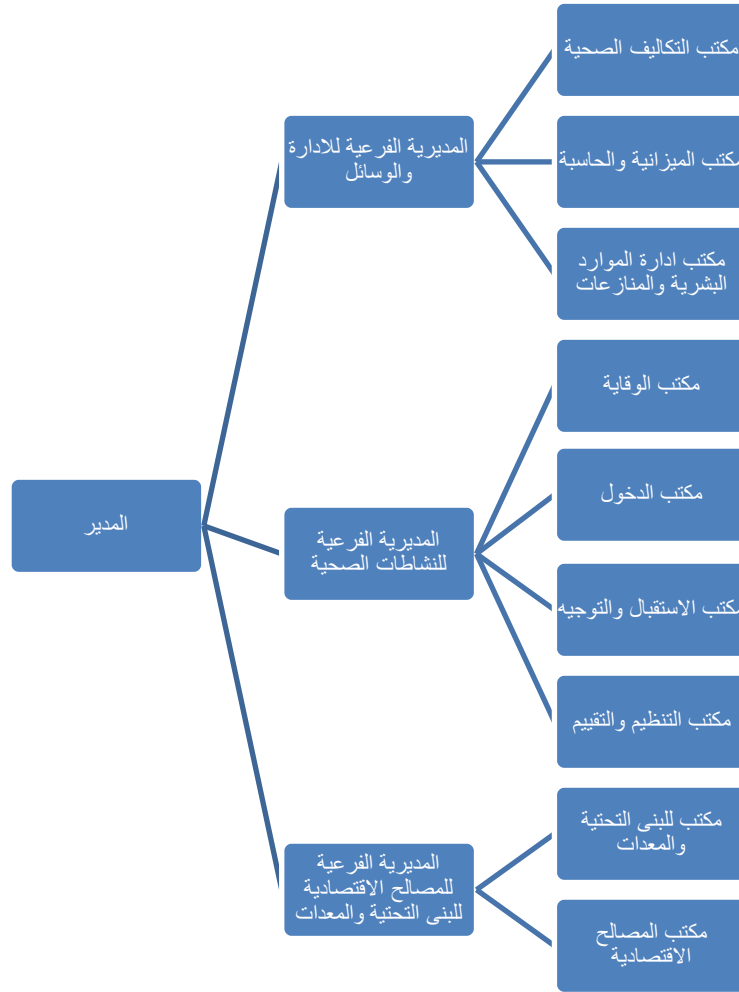 مكتب التكاليف الصحية
المديرية الفرعية للادارة
والوسائل
مكتب الميزانية والحاسبة
مكتب ادارة الموارد
البشرية والمنازعات
مكتب الوقاية
مكتب الدخول
المدير
المديرية الفرعية
للنشاطات الصحية
مكتب الاستقبال والتوجيه
مكتب التنظيم والتقييم
مكتب للبنى التحتية
والمعدات
المديرية الفرعية
للمصالح الاقتصادية
للبنى التحتية والمعدات
مكتب المصالح
الاقتصادية